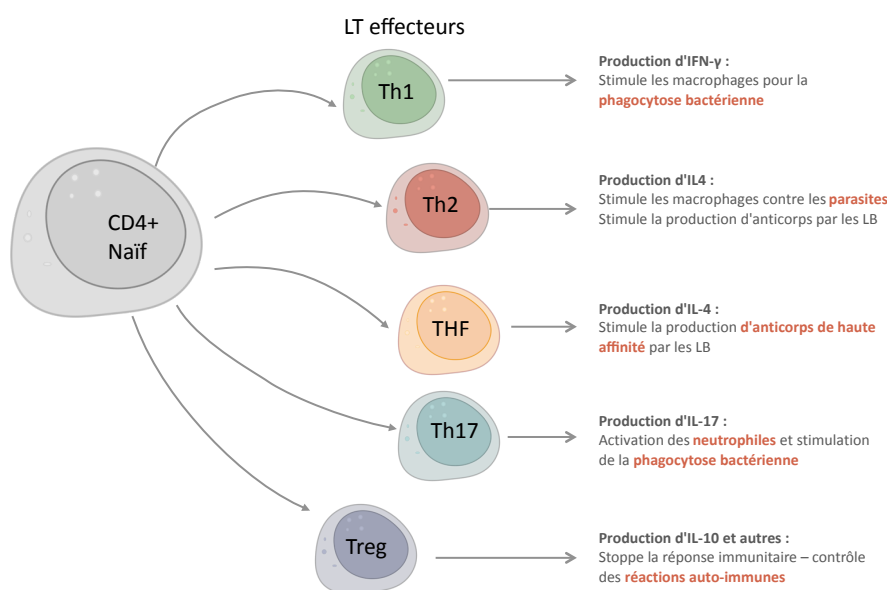 LT effecteurs
CD4+
Naïf
Th1
Production d'IFN-γ :
Stimule les macrophages pour la
phagocytose bactérienne
Th2
Production d'IL4 :
Stimule les macrophages contre les parasites
Stimule la production d'anticorps par les LB
THF
Production d'IL-4 :
Stimule la production d'anticorps de haute
affinité par les LB
Th17
Production d'IL-17 :
Activation des neutrophiles et stimulation
de la phagocytose bactérienne
Treg
Production d'IL-10 et autres :
Stoppe la réponse immunitaire – contrôle
des réactions auto-immunes